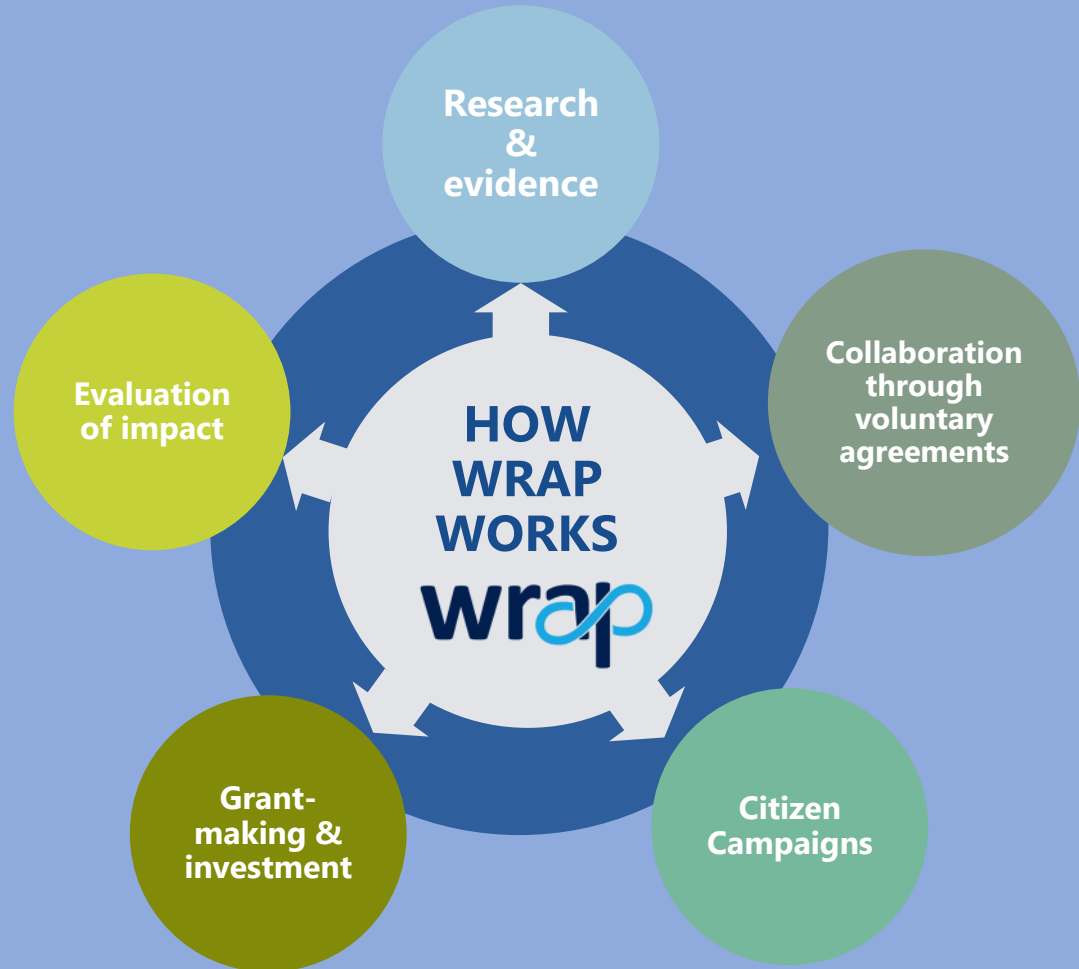 Research
&
evidence
Collaboration
through
voluntary
agreements
Evaluation
of impact
HOW
WRAP
WORKS
wrap
Grant-
making &
investment
Citizen
Campaigns